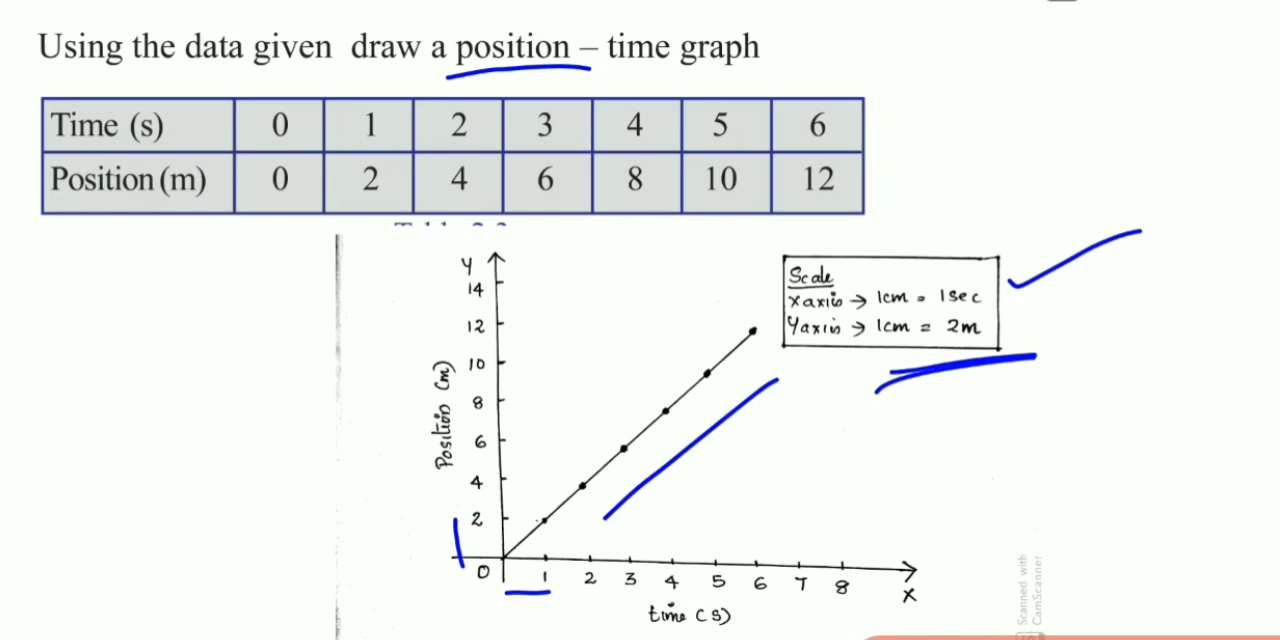 Using the data given draw a position – time graph
Time (s) 0 1 2 3 4 5 6
Position (m) 0 2 4 6 8 10 12
Scale
x axis → 1cm = 1sec
Y axis → 1cm = 2m
Y
14
12
10
8
6
4
2
0
Position (m)
1 2 3 4 5 6 7 8
X
time (s)
Scanned with
CamScanner